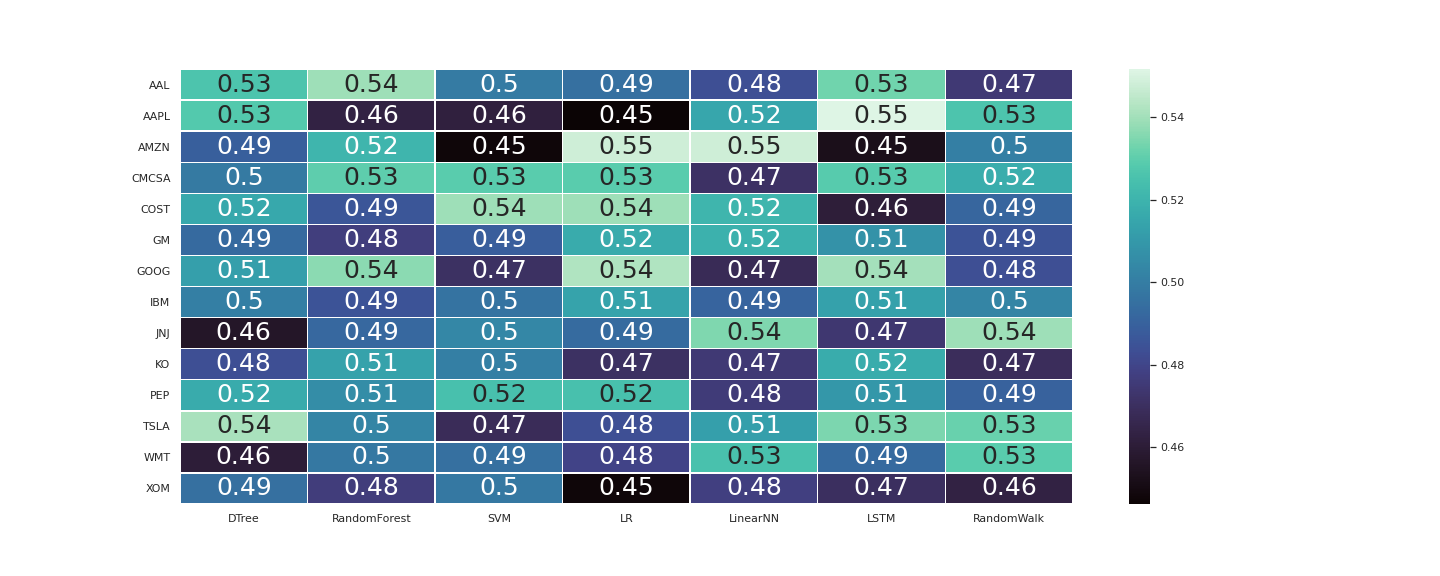 AAL 0.53 0.54 0.5 0.49 0.48 0.53 0.47
AAPL 0.53 0.46 0.46 0.45 0.52 0.55 0.53
AMZN 0.49 0.52 0.45 0.55 0.55 0.45 0.5
CMCSA 0.5 0.53 0.53 0.53 0.47 0.53 0.52
COST 0.52 0.49 0.54 0.54 0.52 0.46 0.49
GM 0.49 0.48 0.49 0.52 0.52 0.51 0.49
GOOG 0.51 0.54 0.47 0.54 0.47 0.54 0.48
IBM 0.5 0.49 0.5 0.51 0.49 0.51 0.5
JNJ 0.46 0.49 0.5 0.49 0.54 0.47 0.54
KO 0.48 0.51 0.5 0.47 0.47 0.52 0.47
PEP 0.52 0.51 0.52 0.52 0.48 0.51 0.49
TSLA 0.54 0.5 0.47 0.48 0.51 0.53 0.53
WMT 0.46 0.5 0.49 0.48 0.53 0.49 0.53
XOM 0.49 0.48 0.5 0.45 0.48 0.47 0.46
DTree RandomForest SVM LR LinearNN LSTM RandomWalk
0.54
0.52
0.50
0.48
0.46